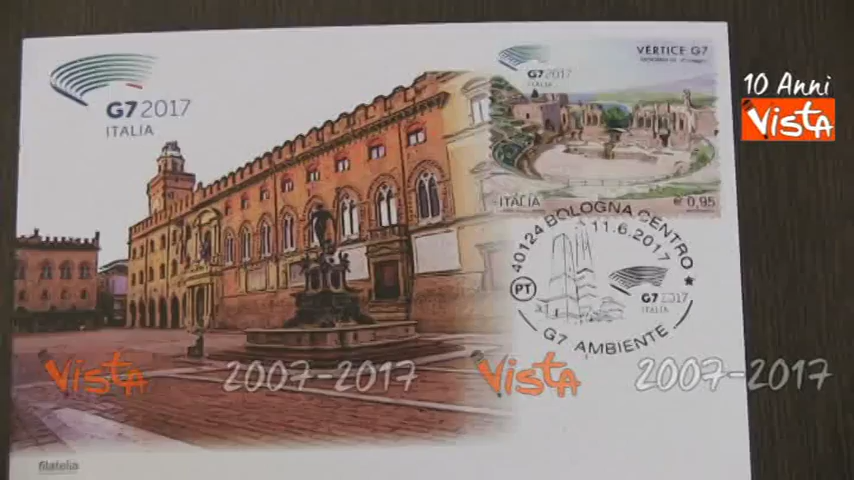 G7 2017
ITALIA
VERTICE G7
G7 2017
ITALIA
10 Anni
Vista
ITALIA
€ 0,95
40124 BOLOGNA CENTRO
11.6.2017
PT
G7 2017
ITALIA
G7 AMBIENTE
Vista 2007-2017 Vista 2007-2017
filatelia